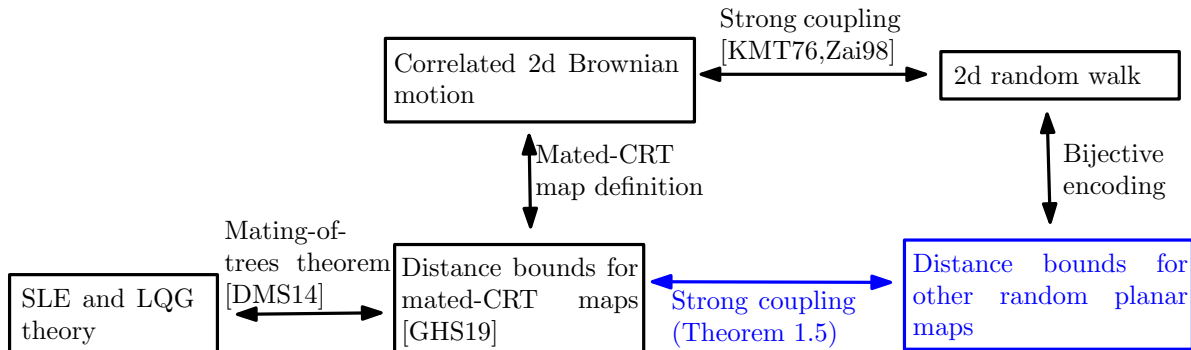 Strong coupling
[KMT76,Zai98]
Correlated 2d Brownian
motion
2d random walk
Mated-CRT
map definition
Bijective
encoding
Mating-of-
trees theorem
[DMS14]
SLE and LQG
theory
Distance bounds for
mated-CRT maps
[GHS19]
Strong coupling
(Theorem 1.5)
Distance bounds for
other random planar
maps